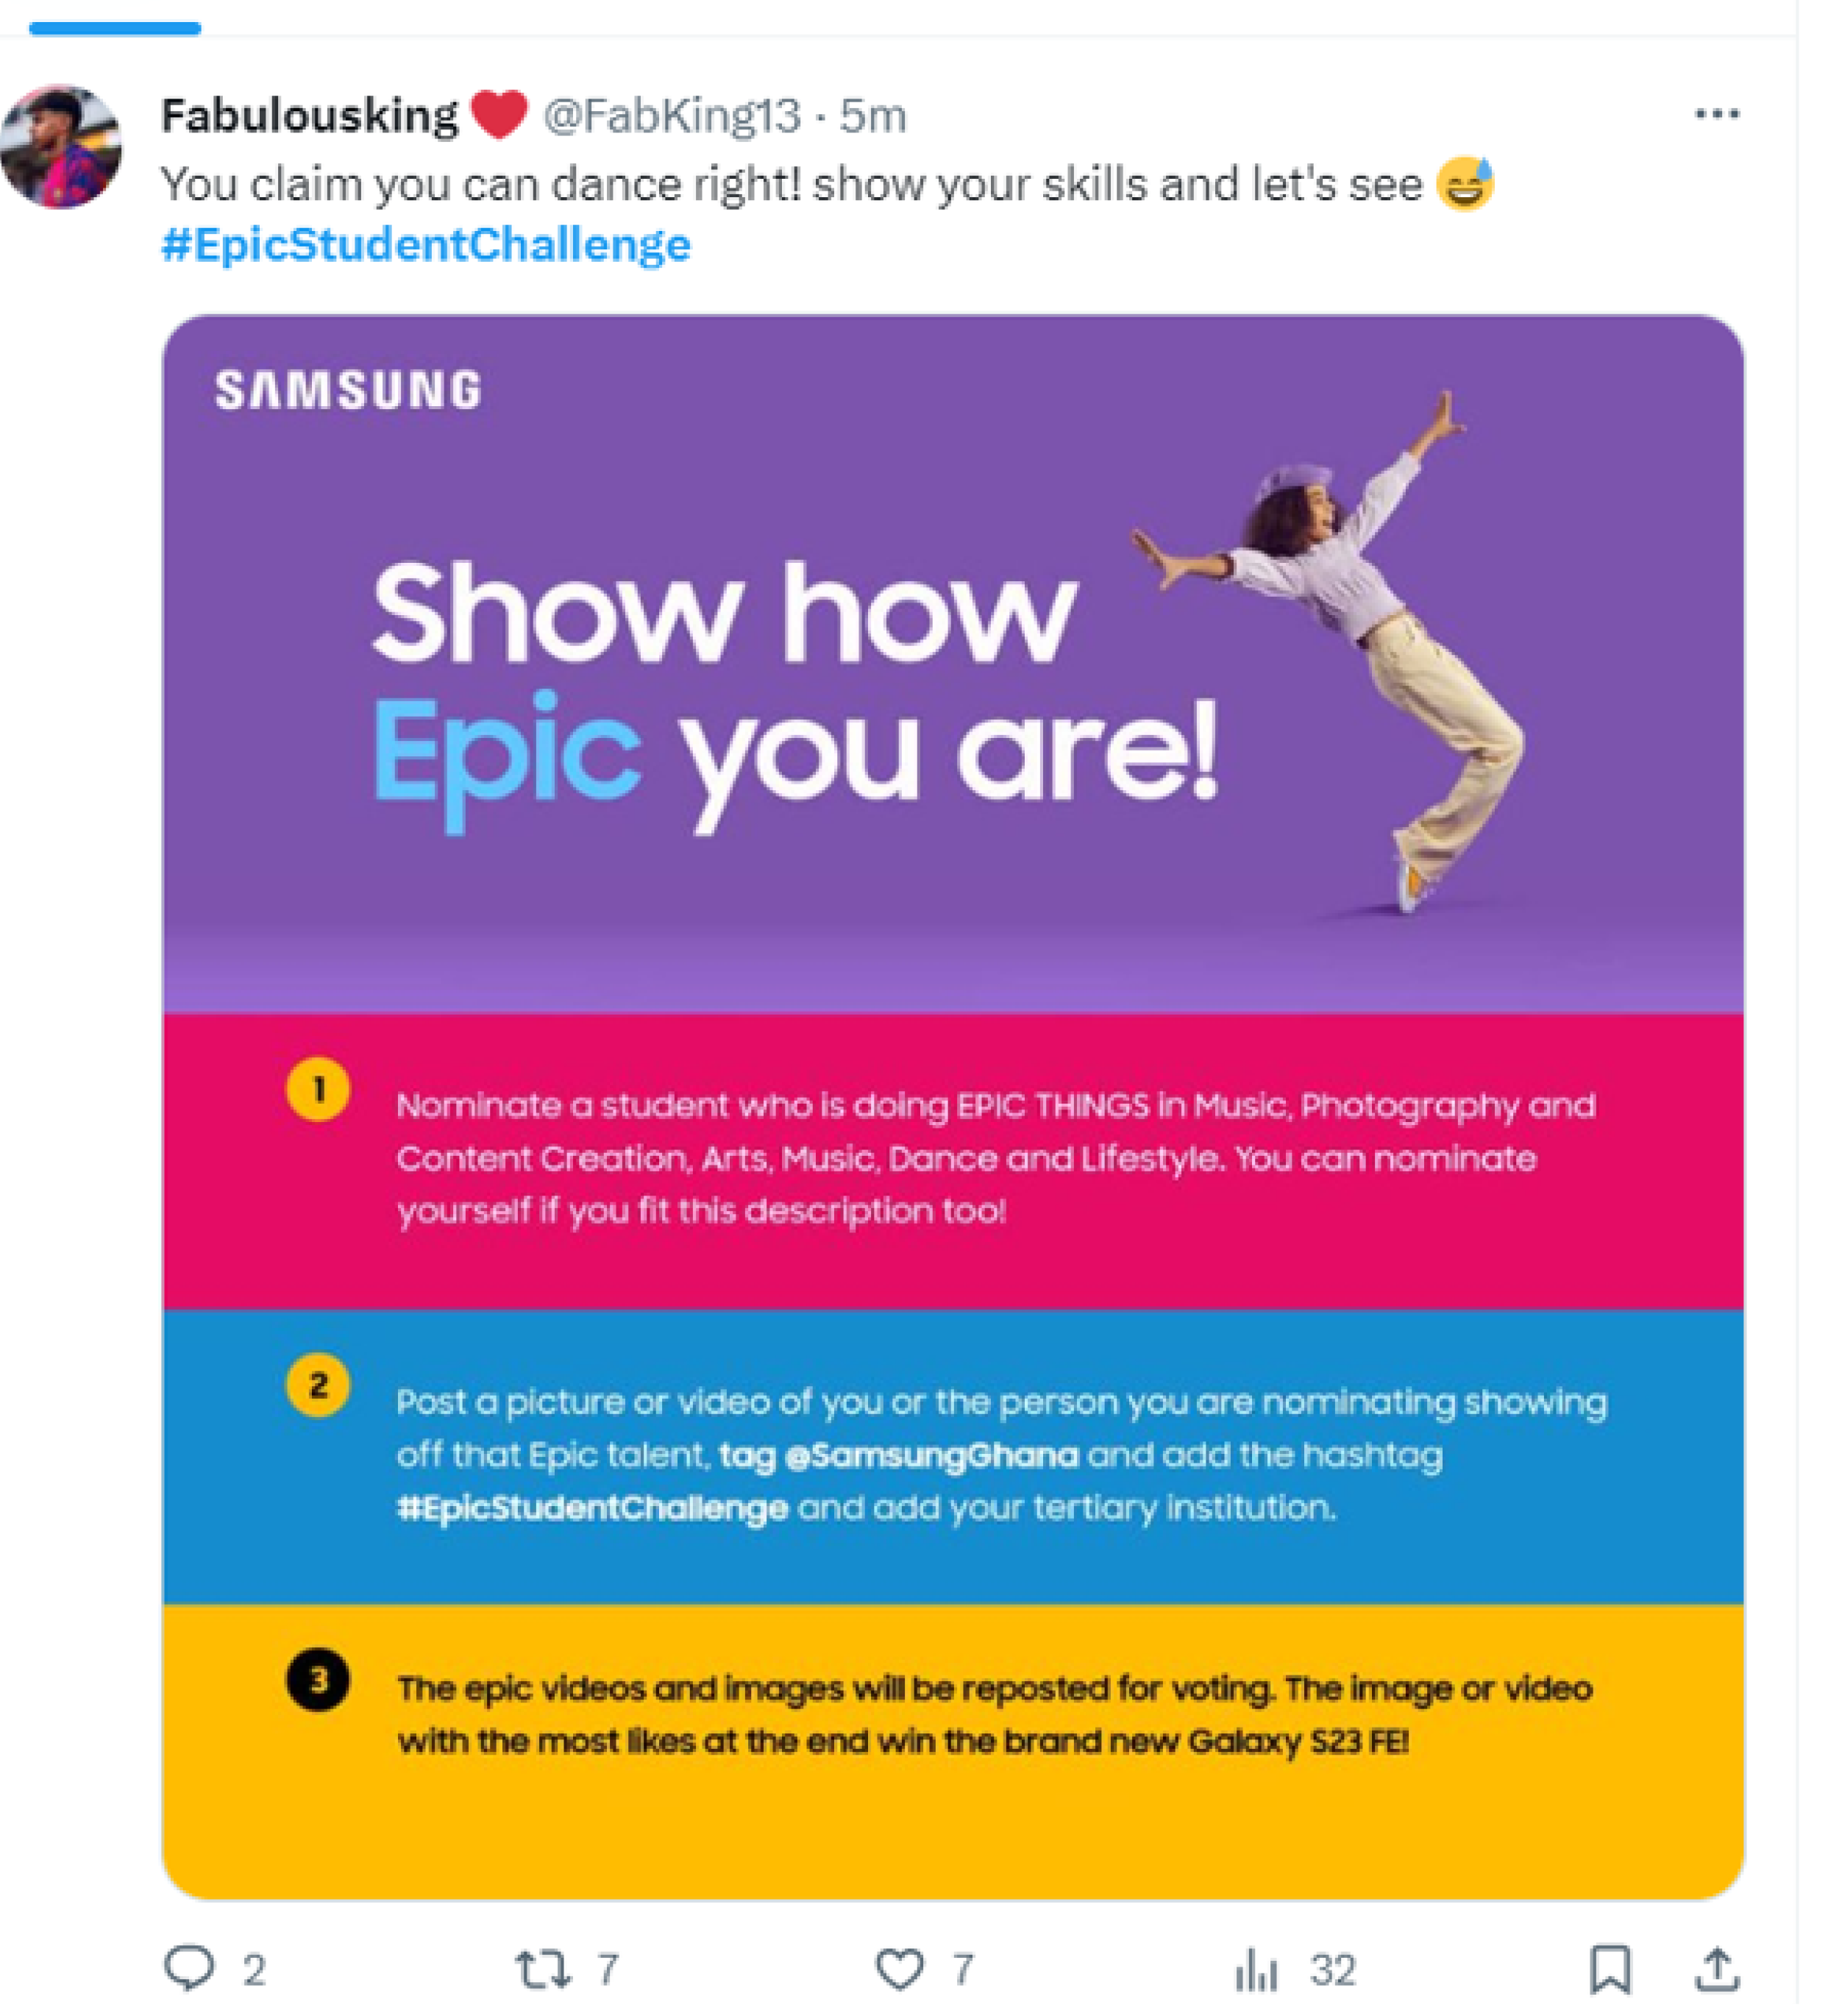 Fabulousking ❤️ @FabKing13 · 5m
You claim you can dance right! show your skills and let's see 😅
#EpicStudentChallenge
SAMSUNG
Show how
Epic you are!
1
Nominate a student who is doing EPIC THINGS in Music, Photography and
Content Creation, Arts, Music, Dance and Lifestyle. You can nominate
yourself if you fit this description too!
2
Post a picture or video of you or the person you are nominating showing
off that Epic talent, tag @SamsungGhana and add the hashtag
#EpicStudentChallenge and add your tertiary institution.
3
The epic videos and images will be reposted for voting. The image or video
with the most likes at the end win the brand new Galaxy S23 FE!
2 7 7 32